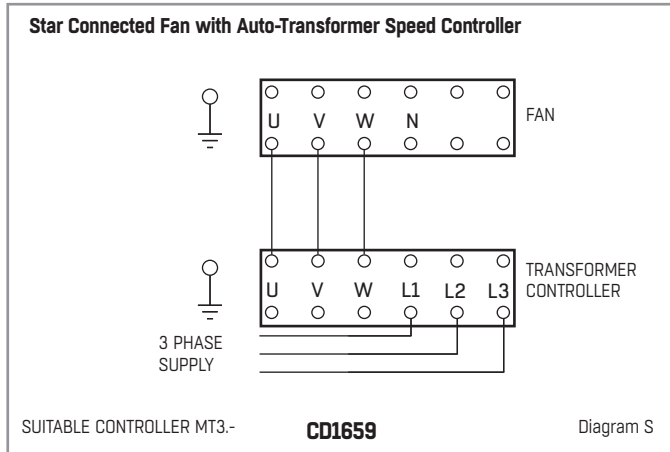 Star Connected Fan with Auto-Transformer Speed Controller
U V W N
FAN
U V W L1 L2 L3
TRANSFORMER
CONTROLLER
3 PHASE
SUPPLY
SUITABLE CONTROLLER MT3.-
CD1659
Diagram S